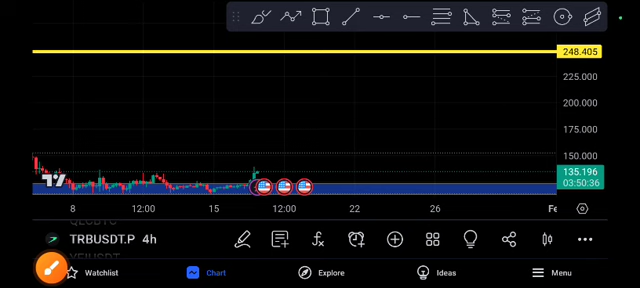 248.405
225.000
200.000
175.000
150.000
135.196
03:50:36
8 12:00 15 12:00 22 26 Fe
TRBUSDT.P 4h
Watchlist Chart Explore Ideas Menu